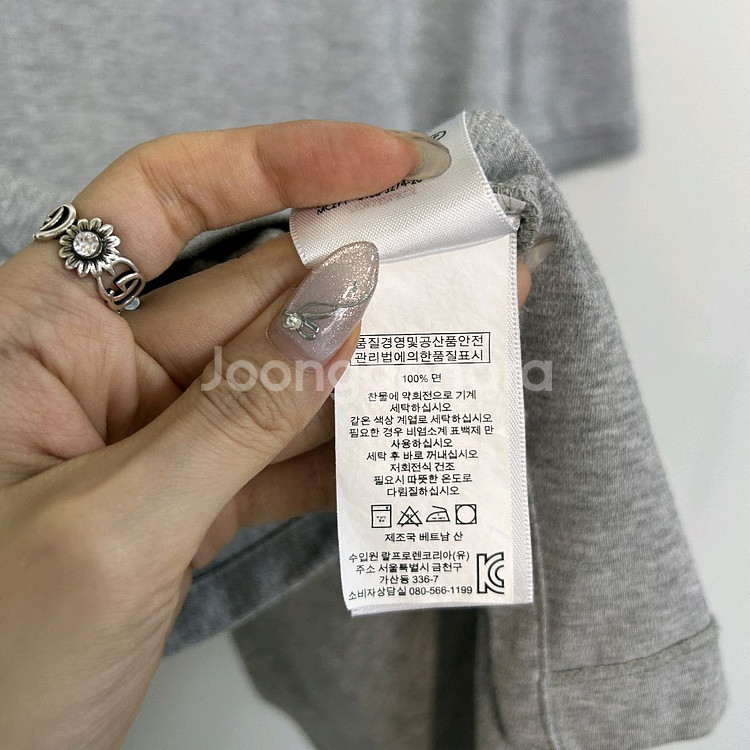 품질경영및공산품안전
관리법에의한품질표시
100% 면
찬물에 약회전으로 기계
세탁하십시오
같은 색상 계열로 세탁하십시오
필요한 경우 비염소계 표백제 만
사용하십시오
세탁 후 바로 꺼내십시오
저회전식 건조
필요시 따뜻한 온도로
다림질하십시오
제조국 베트남 산
수입원 랄프로렌코리아(유)
주소 서울특별시 금천구
가산동 336-7
소비자상담실 080-566-1199